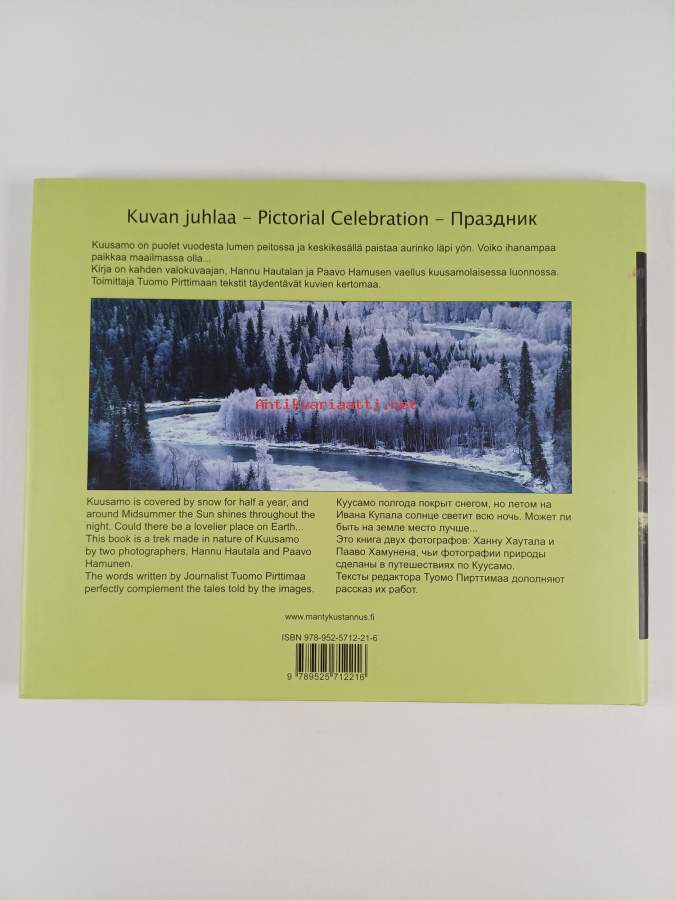 Kuvan juhlaa – Pictorial Celebration – Праздник
Kuusamo on puolet vuodesta lumen peitossa ja keskikesällä paistaa aurinko läpi yön. Voiko ihanampaa
paikkaa maailmassa olla...
Kirja on kahden valokuvaajan, Hannu Hautalan ja Paavo Hamusen vaellus kuusamolaisessa luonnossa.
Toimittaja Tuomo Pirttimaan tekstit täydentävät kuvien kertomaa.
Antikvariaatti.net
Kuusamo is covered by snow for half a year, and
around Midsummer the Sun shines throughout the
night. Could there be a lovelier place on Earth...
This book is a trek made in nature of Kuusamo
by two photographers, Hannu Hautala and Paavo
Hamunen.
The words written by Journalist Tuomo Pirttimaa
perfectly complement the tales told by the images.
Куусамо полгода покрыт снегом, но летом на
Ивана Купала солнце светит всю ночь. Может ли
быть на земле место лучше...
Это книга двух фотографов: Ханну Хаутала и
Пааво Хамунена, чьи фотографии природы
сделаны в путешествиях по Куусамо.
Тексты редактора Туомо Пирттимаа дополняют
рассказ их работ.
www.mantykustannus.fi
ISBN 978-952-5712-21-6
9 789525 712216